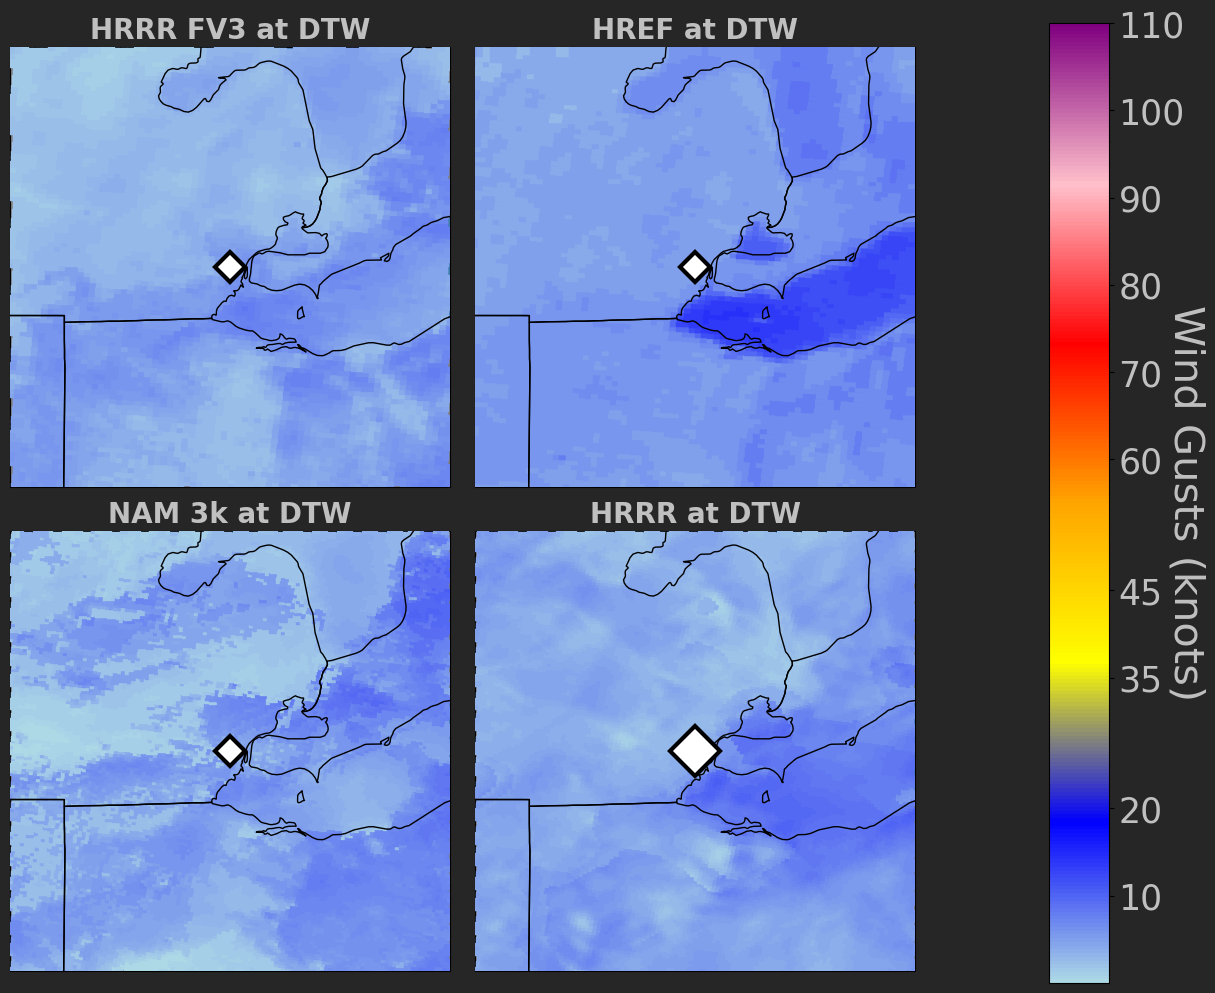 HRRR FV3 at DTW
HREF at DTW
NAM 3k at DTW
HRRR at DTW
110
100
90
80
70
60
45
35
20
10
Wind Gusts (knots)